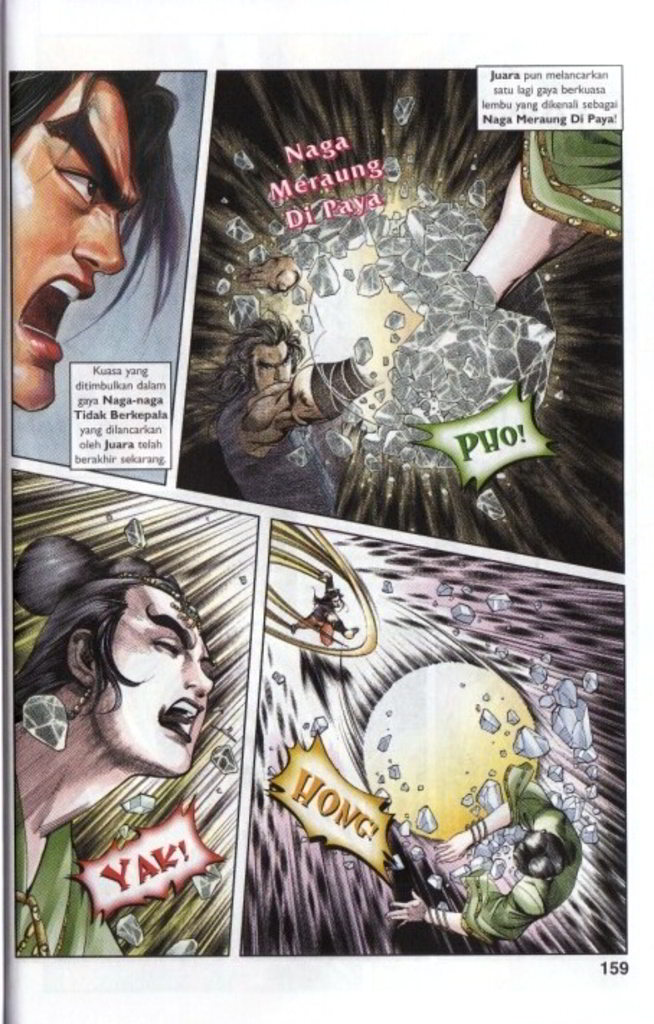 Juara pun melancarkan
satu lagi gaya berkuasa
lembu yang dikenali sebagai
Naga Meraung Di Paya!
Naga
Meraung
Di Paya
Kuasa yang
ditimbulkan dalam
gaya Naga-naga
Tidak Berkepala
yang dilancarkan
oleh Juara telah
berakhir sekarang.
PHO!
YAK!
HONG!
159